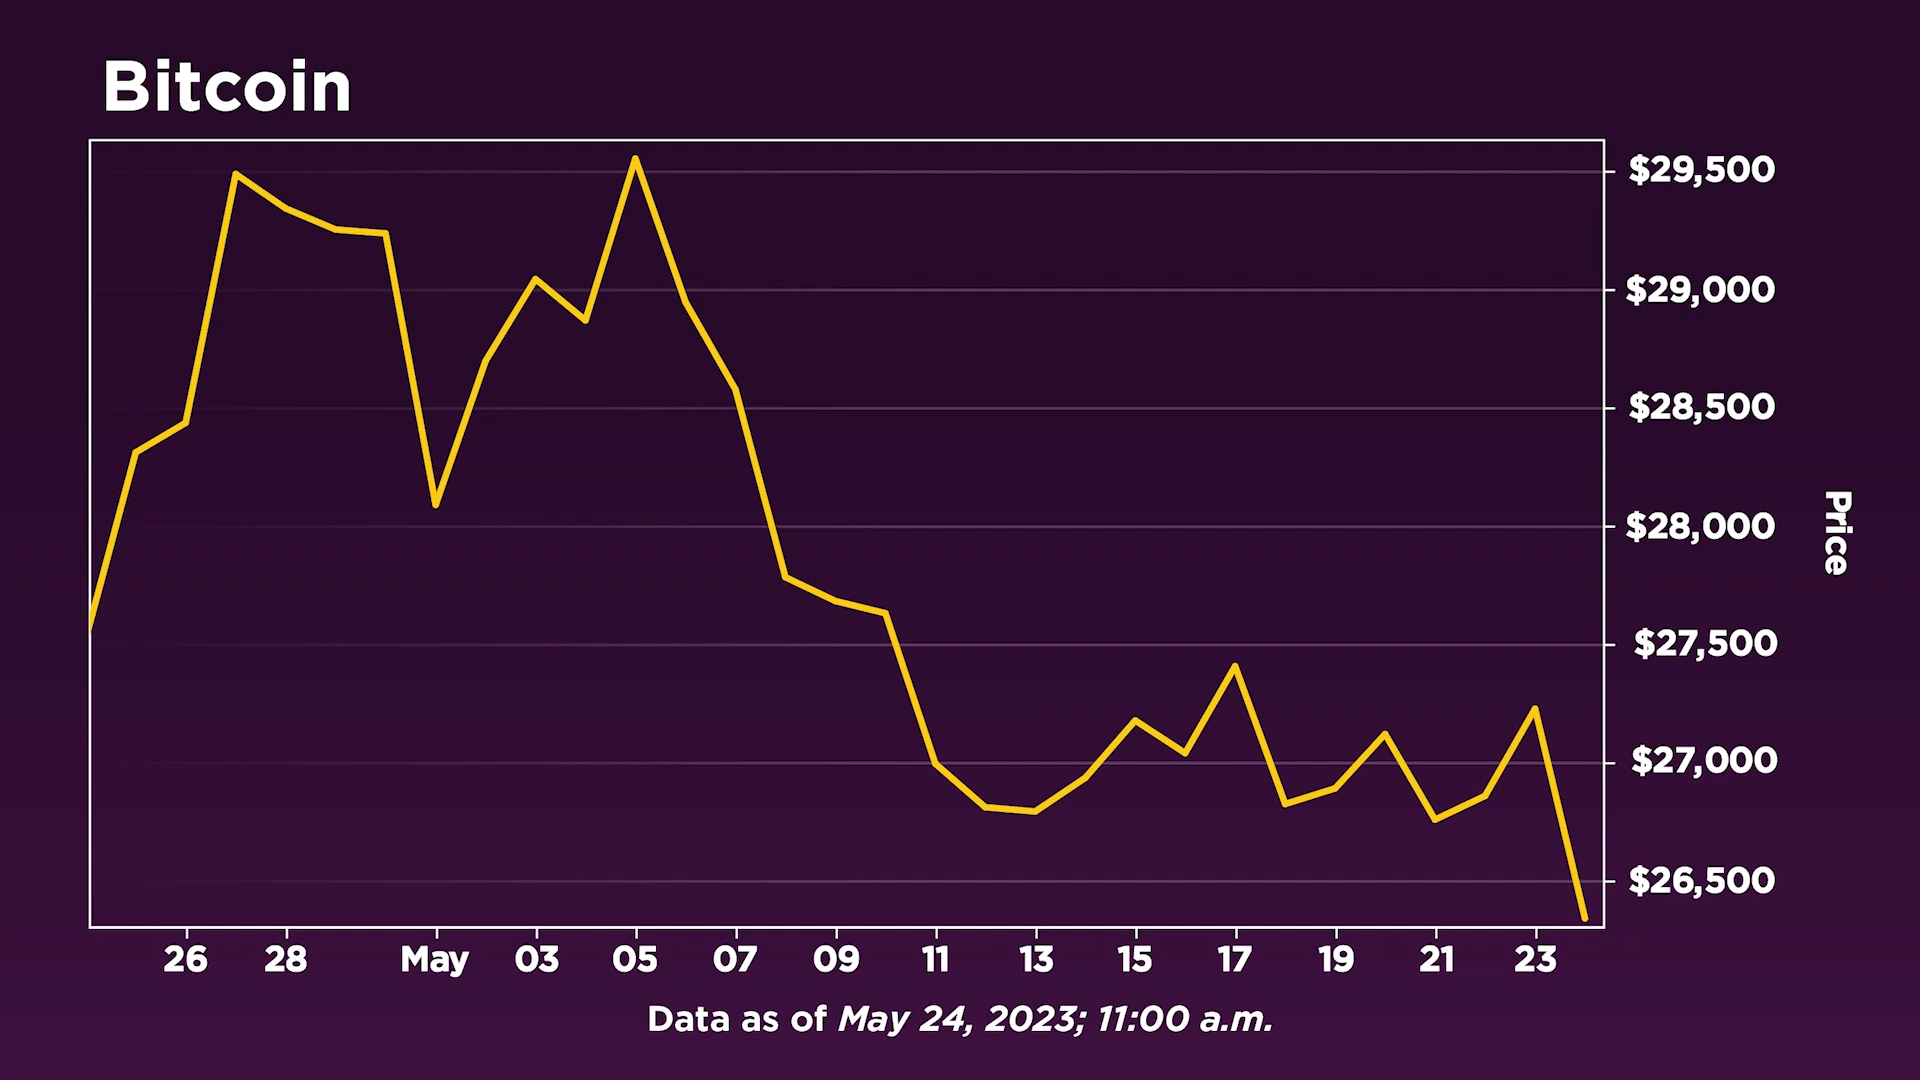 Bitcoin
$29,500
$29,000
$28,500
$28,000
$27,500
$27,000
$26,500
Price
26 28 May 03 05 07 09 11 13 15 17 19 21 23
Data as of May 24, 2023; 11:00 a.m.